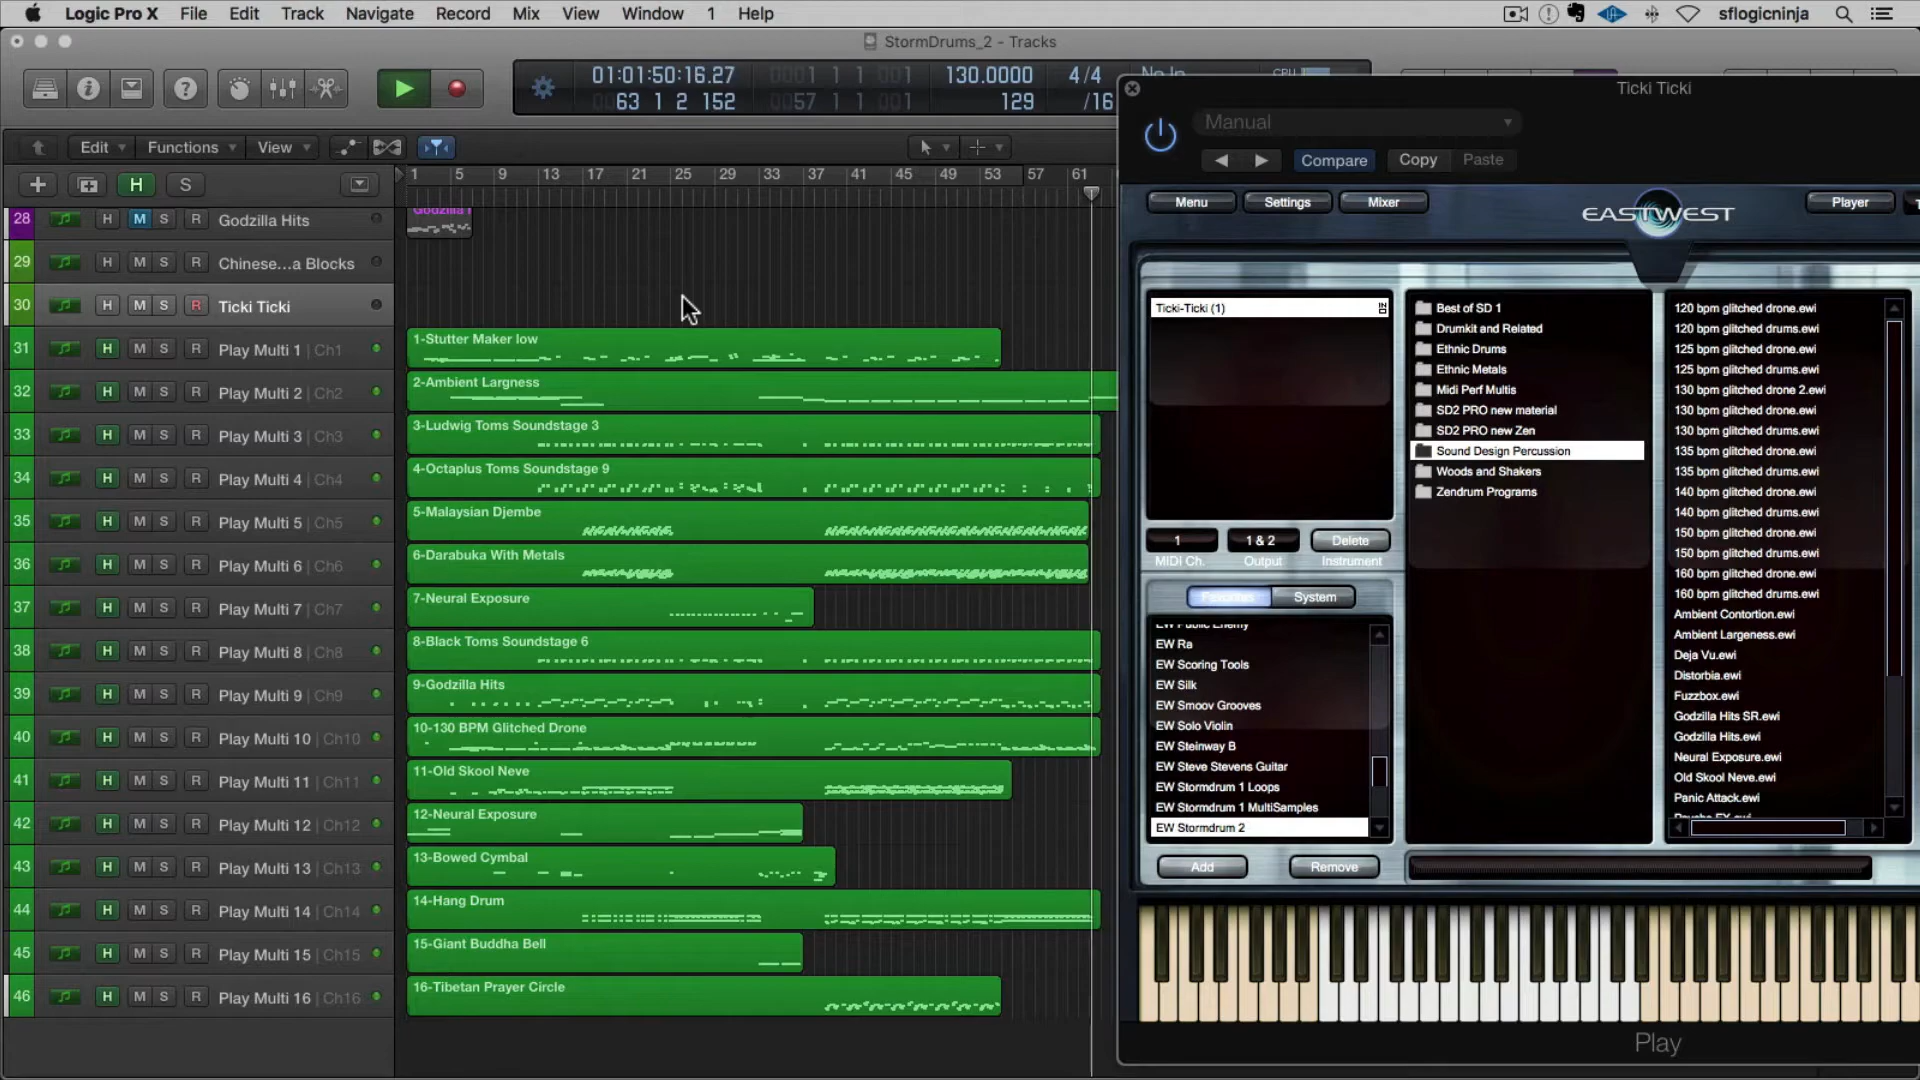 Logic Pro X File Edit Track Navigate Record Mix View Window 1 Help sflogicninja
StormDrums_2 - Tracks
01:01:50:16.27 0001 1 1 001 130.0000 4/4 No In CPU
0063 1 2 152 0057 1 1 001 129 /16
Edit Functions View
H S
1 5 9 13 17 21 25 29 33 37 41 45 49 53 57 61
28 H M S R Godzilla Hits
29 H M S R Chinese...a Blocks
30 H M S R Ticki Ticki
31 H M S R Play Multi 1 | Ch1 1-Stutter Maker low
32 H M S R Play Multi 2 | Ch2 2-Ambient Largness
33 H M S R Play Multi 3 | Ch3 3-Ludwig Toms Soundstage 3
34 H M S R Play Multi 4 | Ch4 4-Octaplus Toms Soundstage 9
35 H M S R Play Multi 5 | Ch5 5-Malaysian Djembe
36 H M S R Play Multi 6 | Ch6 6-Darabuka With Metals
37 H M S R Play Multi 7 | Ch7 7-Neural Exposure
38 H M S R Play Multi 8 | Ch8 8-Black Toms Soundstage 6
39 H M S R Play Multi 9 | Ch9 9-Godzilla Hits
40 H M S R Play Multi 10 | Ch10 10-130 BPM Glitched Drone
41 H M S R Play Multi 11 | Ch11 11-Old Skool Neve
42 H M S R Play Multi 12 | Ch12 12-Neural Exposure
43 H M S R Play Multi 13 | Ch13 13-Bowed Cymbal
44 H M S R Play Multi 14 | Ch14 14-Hang Drum
45 H M S R Play Multi 15 | Ch15 15-Giant Buddha Bell
46 H M S R Play Multi 16 | Ch16 16-Tibetan Prayer Circle
Ticki Ticki
Manual
Compare Copy Paste
Menu Settings Mixer EASTWEST Player
Ticki-Ticki (1)
1 1 & 2 Delete
MIDI Ch. Output Instrument
Favorites System
EW Public Enemy
EW Ra
EW Scoring Tools
EW Silk
EW Smoov Grooves
EW Solo Violin
EW Steinway B
EW Steve Stevens Guitar
EW Stormdrum 1 Loops
EW Stormdrum 1 MultiSamples
EW Stormdrum 2
Add Remove
Best of SD 1
Drumkit and Related
Ethnic Drums
Ethnic Metals
Midi Perf Multis
SD2 PRO new material
SD2 PRO new Zen
Sound Design Percussion
Woods and Shakers
Zendrum Programs
120 bpm glitched drone.ewi
120 bpm glitched drums.ewi
125 bpm glitched drone.ewi
125 bpm glitched drums.ewi
130 bpm glitched drone 2.ewi
130 bpm glitched drone.ewi
130 bpm glitched drums.ewi
135 bpm glitched drone.ewi
135 bpm glitched drums.ewi
140 bpm glitched drone.ewi
140 bpm glitched drums.ewi
150 bpm glitched drone.ewi
150 bpm glitched drums.ewi
160 bpm glitched drone.ewi
160 bpm glitched drums.ewi
Ambient Contortion.ewi
Ambient Largeness.ewi
Deja Vu.ewi
Distorbia.ewi
Fuzzbox.ewi
Godzilla Hits SR.ewi
Godzilla Hits.ewi
Neural Exposure.ewi
Old Skool Neve.ewi
Panic Attack.ewi
Play